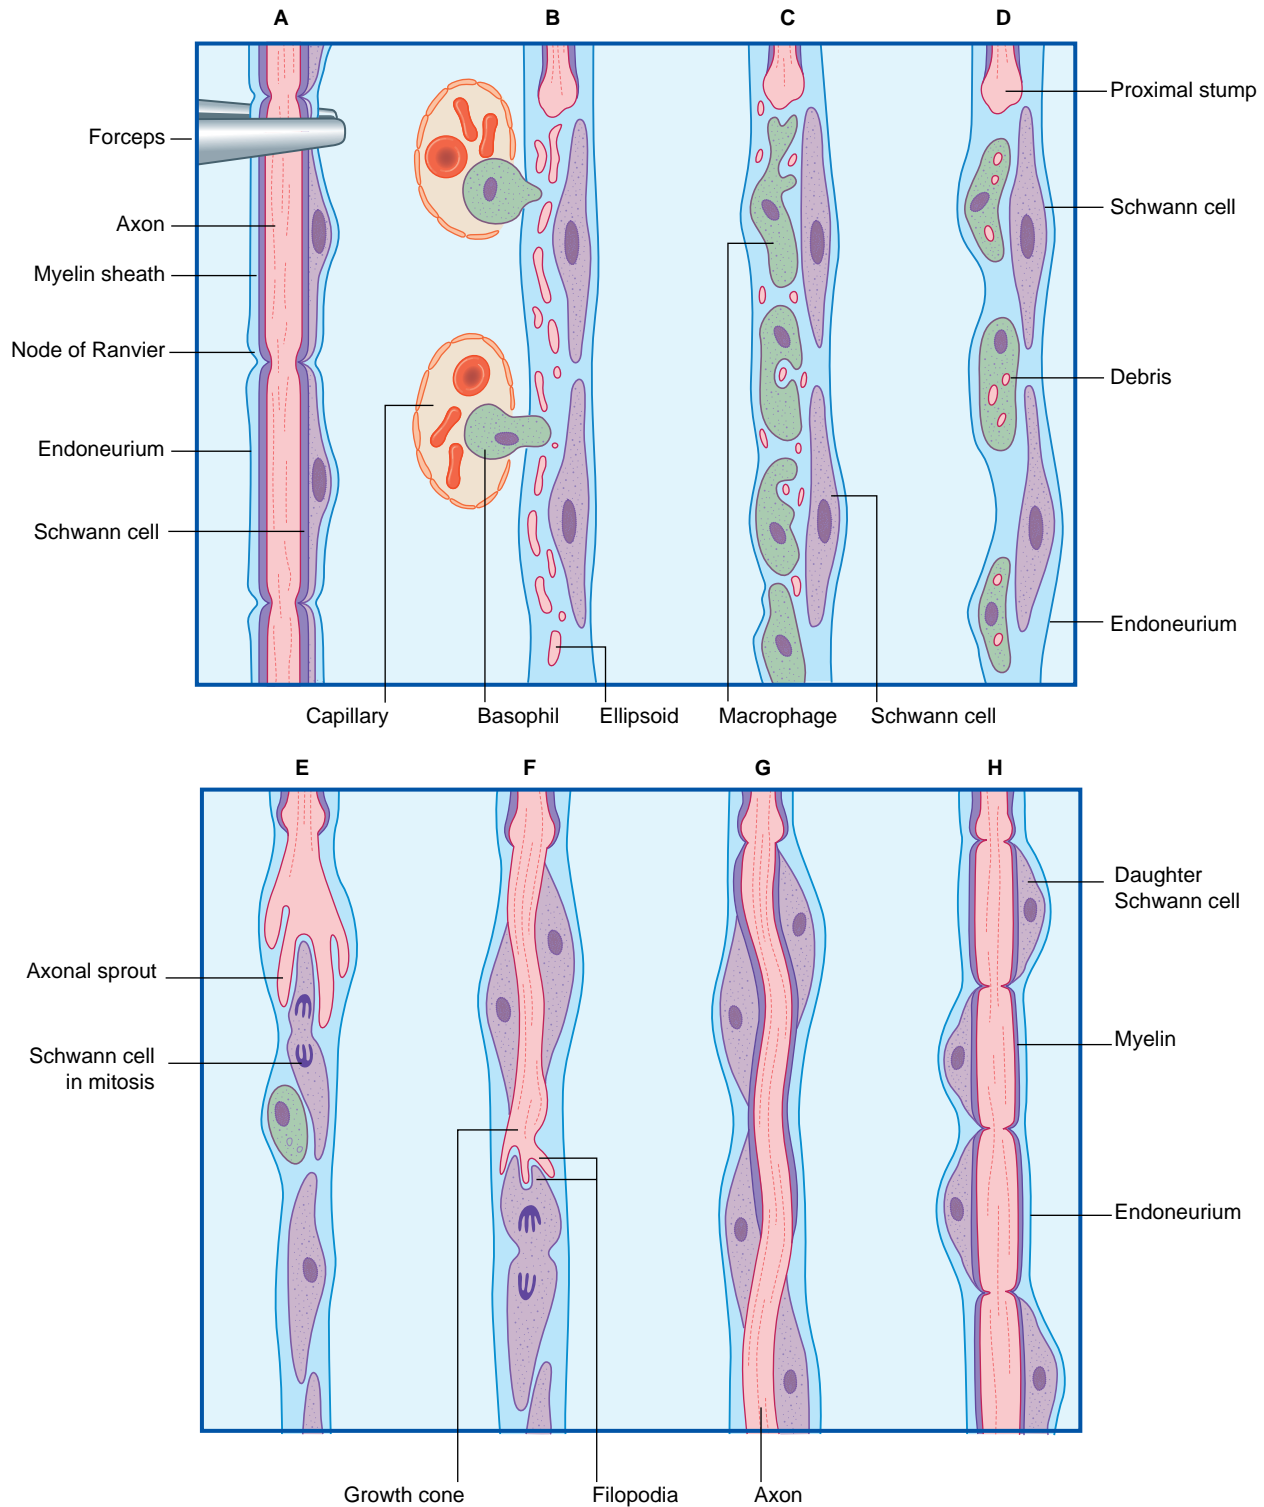 A
B
C
D
Forceps
Axon
Myelin sheath
Node of Ranvier
Endoneurium
Schwann cell
Proximal stump
Schwann cell
Debris
Endoneurium
Capillary
Basophil
Ellipsoid
Macrophage
Schwann cell
E
F
G
H
Axonal sprout
Schwann cell
in mitosis
Daughter
Schwann cell
Myelin
Endoneurium
Growth cone
Filopodia
Axon